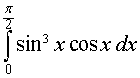 ∫₀^{π/2} sin³ x cos x dx